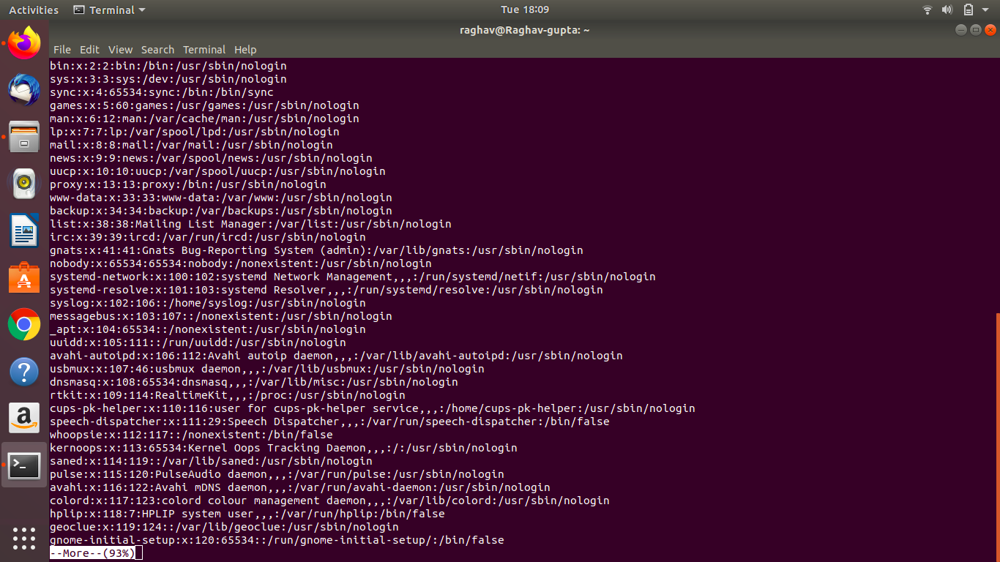 Activities Terminal Tue 18:09
raghav@Raghav-gupta: ~
File Edit View Search Terminal Help
bin:x:2:2:bin:/bin:/usr/sbin/nologin
sys:x:3:3:sys:/dev:/usr/sbin/nologin
sync:x:4:65534:sync:/bin:/bin/sync
games:x:5:60:games:/usr/games:/usr/sbin/nologin
man:x:6:12:man:/var/cache/man:/usr/sbin/nologin
lp:x:7:7:lp:/var/spool/lpd:/usr/sbin/nologin
mail:x:8:8:mail:/var/mail:/usr/sbin/nologin
news:x:9:9:news:/var/spool/news:/usr/sbin/nologin
uucp:x:10:10:uucp:/var/spool/uucp:/usr/sbin/nologin
proxy:x:13:13:proxy:/bin:/usr/sbin/nologin
www-data:x:33:33:www-data:/var/www:/usr/sbin/nologin
backup:x:34:34:backup:/var/backups:/usr/sbin/nologin
list:x:38:38:Mailing List Manager:/var/list:/usr/sbin/nologin
irc:x:39:39:ircd:/var/run/ircd:/usr/sbin/nologin
gnats:x:41:41:Gnats Bug-Reporting System (admin):/var/lib/gnats:/usr/sbin/nologin
nobody:x:65534:65534:nobody:/nonexistent:/usr/sbin/nologin
systemd-network:x:100:102:systemd Network Management,,,:/run/systemd/netif:/usr/sbin/nologin
systemd-resolve:x:101:103:systemd Resolver,,,:/run/systemd/resolve:/usr/sbin/nologin
syslog:x:102:106::/home/syslog:/usr/sbin/nologin
messagebus:x:103:107::/nonexistent:/usr/sbin/nologin
_apt:x:104:65534::/nonexistent:/usr/sbin/nologin
uuidd:x:105:111::/run/uuidd:/usr/sbin/nologin
avahi-autoipd:x:106:112:Avahi autoip daemon,,,:/var/lib/avahi-autoipd:/usr/sbin/nologin
usbmux:x:107:46:usbmux daemon,,,:/var/lib/usbmux:/usr/sbin/nologin
dnsmasq:x:108:65534:dnsmasq,,,:/var/lib/misc:/usr/sbin/nologin
rtkit:x:109:114:RealtimeKit,,,:/proc:/usr/sbin/nologin
cups-pk-helper:x:110:116:user for cups-pk-helper service,,,:/home/cups-pk-helper:/usr/sbin/nologin
speech-dispatcher:x:111:29:Speech Dispatcher,,,:/var/run/speech-dispatcher:/bin/false
whoopsie:x:112:117::/nonexistent:/bin/false
kernoops:x:113:65534:Kernel Oops Tracking Daemon,,,:/:/usr/sbin/nologin
saned:x:114:119::/var/lib/saned:/usr/sbin/nologin
pulse:x:115:120:PulseAudio daemon,,,:/var/run/pulse:/usr/sbin/nologin
avahi:x:116:122:Avahi mDNS daemon,,,:/var/run/avahi-daemon:/usr/sbin/nologin
colord:x:117:123:colord colour management daemon,,,:/var/lib/colord:/usr/sbin/nologin
hplip:x:118:7:HPLIP system user,,,:/var/run/hplip:/bin/false
geoclue:x:119:124::/var/lib/geoclue:/usr/sbin/nologin
gnome-initial-setup:x:120:65534::/run/gnome-initial-setup/:/bin/false
--More--(93%)